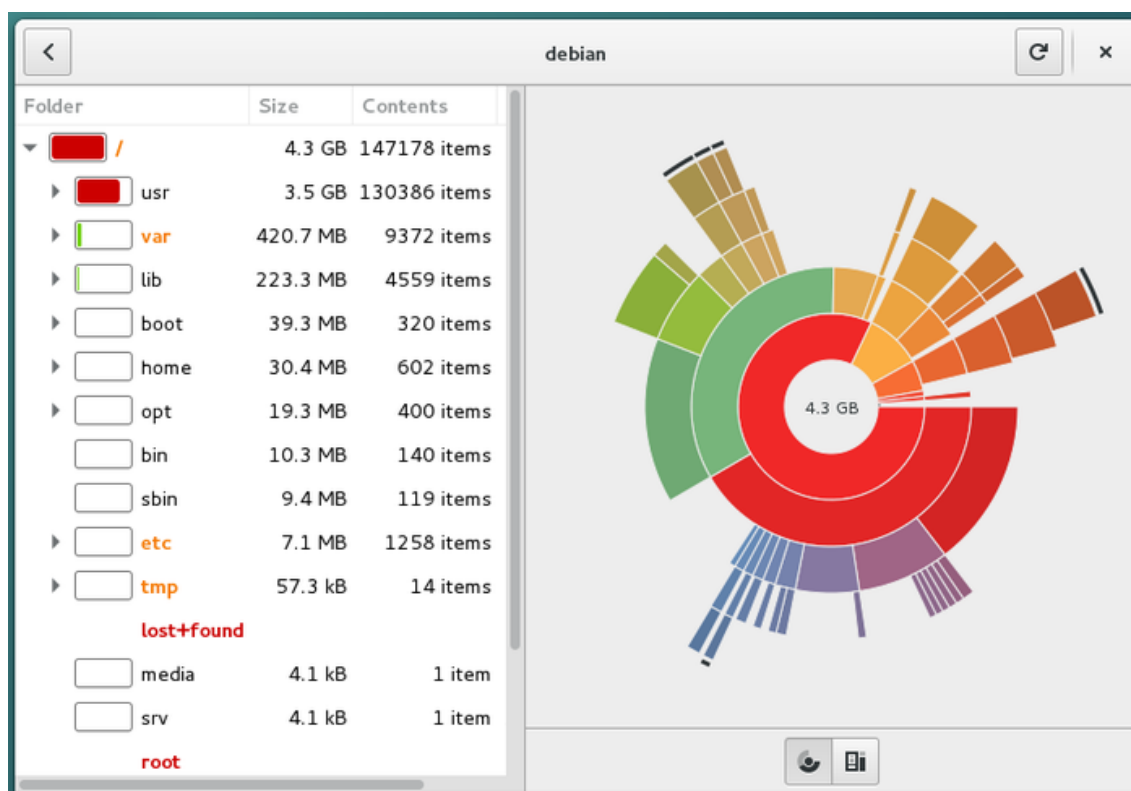 debian
Folder Size Contents
/ 4.3 GB 147178 items
usr 3.5 GB 130386 items
var 420.7 MB 9372 items
lib 223.3 MB 4559 items
boot 39.3 MB 320 items
home 30.4 MB 602 items
opt 19.3 MB 400 items
bin 10.3 MB 140 items
sbin 9.4 MB 119 items
etc 7.1 MB 1258 items
tmp 57.3 kB 14 items
lost+found
media 4.1 kB 1 item
srv 4.1 kB 1 item
root
4.3 GB